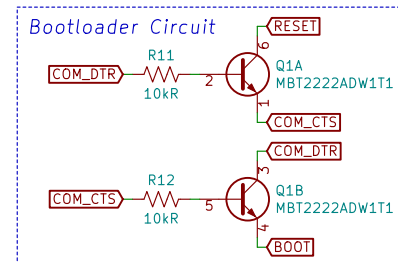 Bootloader Circuit
RESET
R11
6
Q1A
COM_DTR
2
MBT2222ADW1T1
10kR
1
COM_CTS
COM_DTR
3
R12
Q1B
COM_CTS
5
MBT2222ADW1T1
10kR
4
BOOT